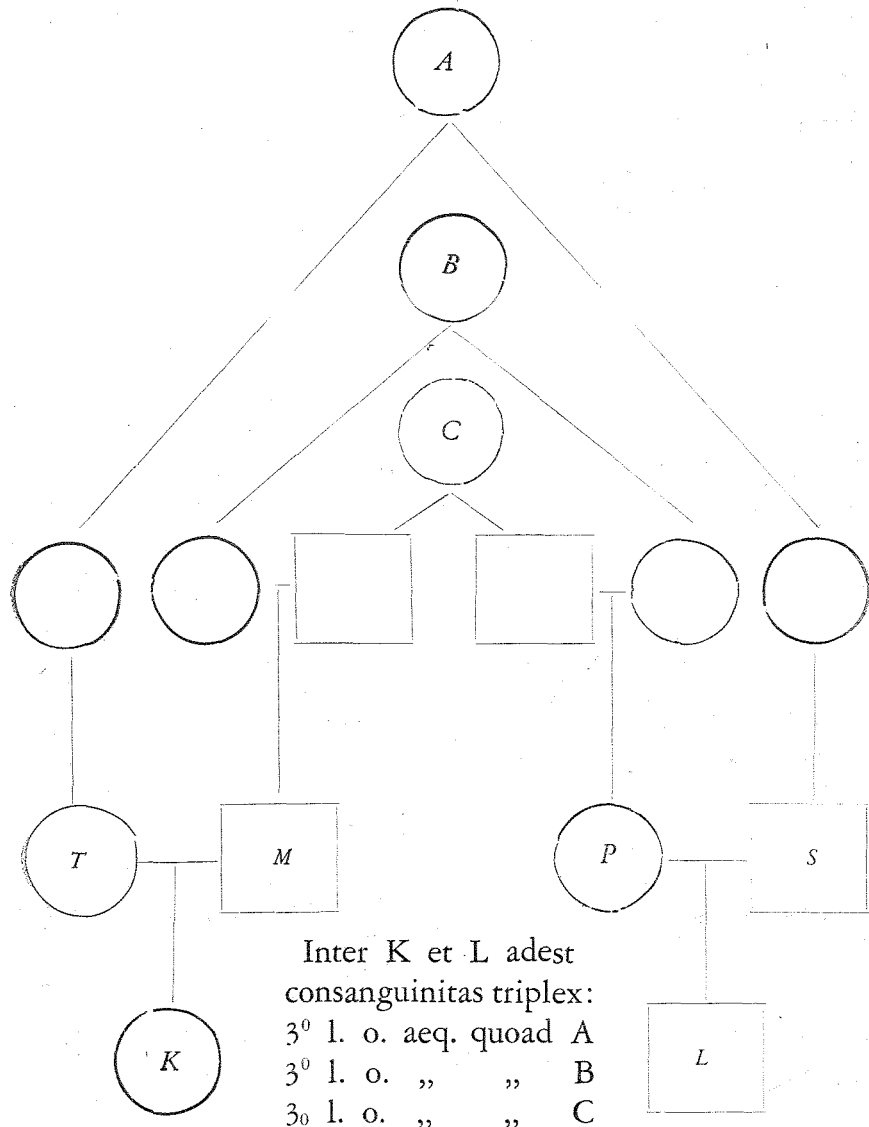 A
B
C
T M P S
Inter K et L adest
consanguinitas triplex:
3⁰ l. o. aeq. quoad A
3⁰ l. o. „ „ B
3₀ l. o. „ „ C
K L